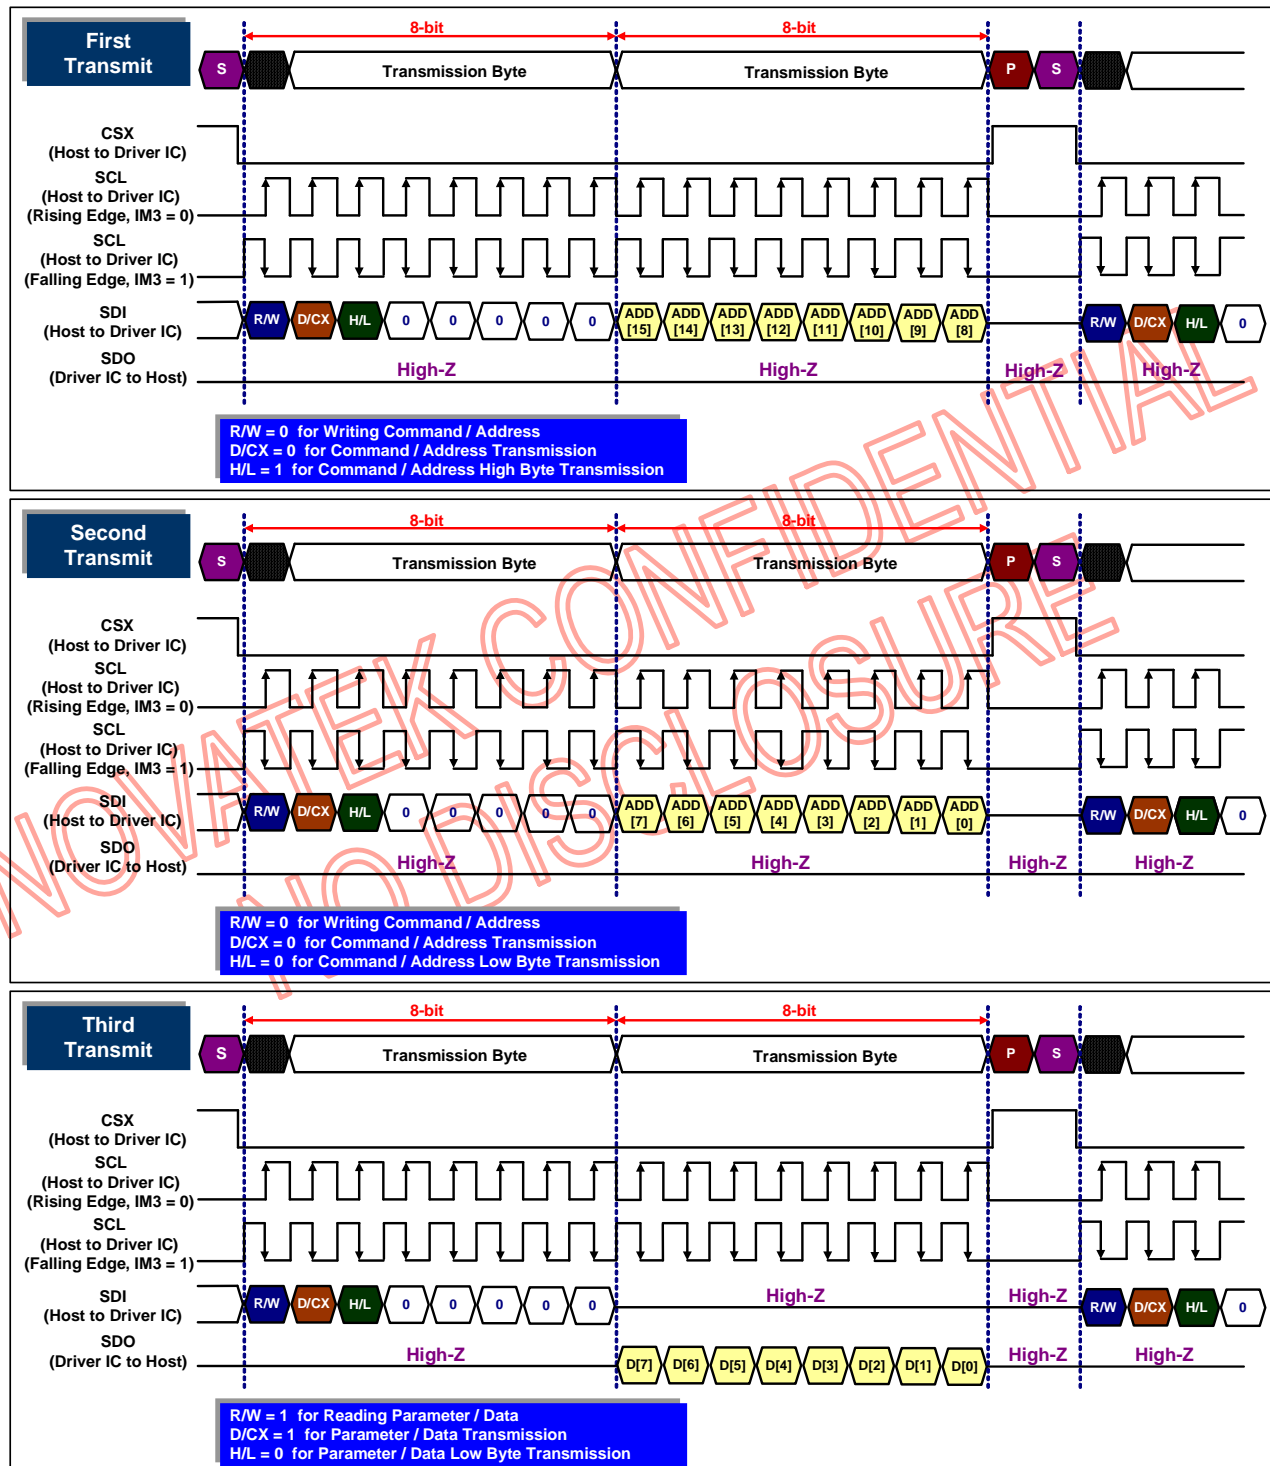 First
Transmit
8-bit
8-bit
S
Transmission Byte
Transmission Byte
P
S
CSX
(Host to Driver IC)
SCL
(Host to Driver IC)
(Rising Edge, IM3 = 0)
SCL
(Host to Driver IC)
(Falling Edge, IM3 = 1)
SDI
(Host to Driver IC)
R/W D/CX H/L 0 0 0 0 0 ADD [15] ADD [14] ADD [13] ADD [12] ADD [11] ADD [10] ADD [9] ADD [8] R/W D/CX H/L 0
SDO
(Driver IC to Host)
High-Z High-Z High-Z High-Z
R/W = 0 for Writing Command / Address
D/CX = 0 for Command / Address Transmission
H/L = 1 for Command / Address High Byte Transmission
Second
Transmit
8-bit
8-bit
S
Transmission Byte
Transmission Byte
P
S
CSX
(Host to Driver IC)
SCL
(Host to Driver IC)
(Rising Edge, IM3 = 0)
SCL
(Host to Driver IC)
(Falling Edge, IM3 = 1)
SDI
(Host to Driver IC)
R/W D/CX H/L 0 0 0 0 0 ADD [7] ADD [6] ADD [5] ADD [4] ADD [3] ADD [2] ADD [1] ADD [0] R/W D/CX H/L 0
SDO
(Driver IC to Host)
High-Z High-Z High-Z High-Z
R/W = 0 for Writing Command / Address
D/CX = 0 for Command / Address Transmission
H/L = 0 for Command / Address Low Byte Transmission
Third
Transmit
8-bit
8-bit
S
Transmission Byte
Transmission Byte
P
S
CSX
(Host to Driver IC)
SCL
(Host to Driver IC)
(Rising Edge, IM3 = 0)
SCL
(Host to Driver IC)
(Falling Edge, IM3 = 1)
SDI
(Host to Driver IC)
R/W D/CX H/L 0 0 0 0 0 High-Z High-Z R/W D/CX H/L 0
SDO
(Driver IC to Host)
High-Z D[7] D[6] D[5] D[4] D[3] D[2] D[1] D[0] High-Z High-Z
R/W = 1 for Reading Parameter / Data
D/CX = 1 for Parameter / Data Transmission
H/L = 0 for Parameter / Data Low Byte Transmission
NOVATEK CONFIDENTIAL
NO DISCLOSURE